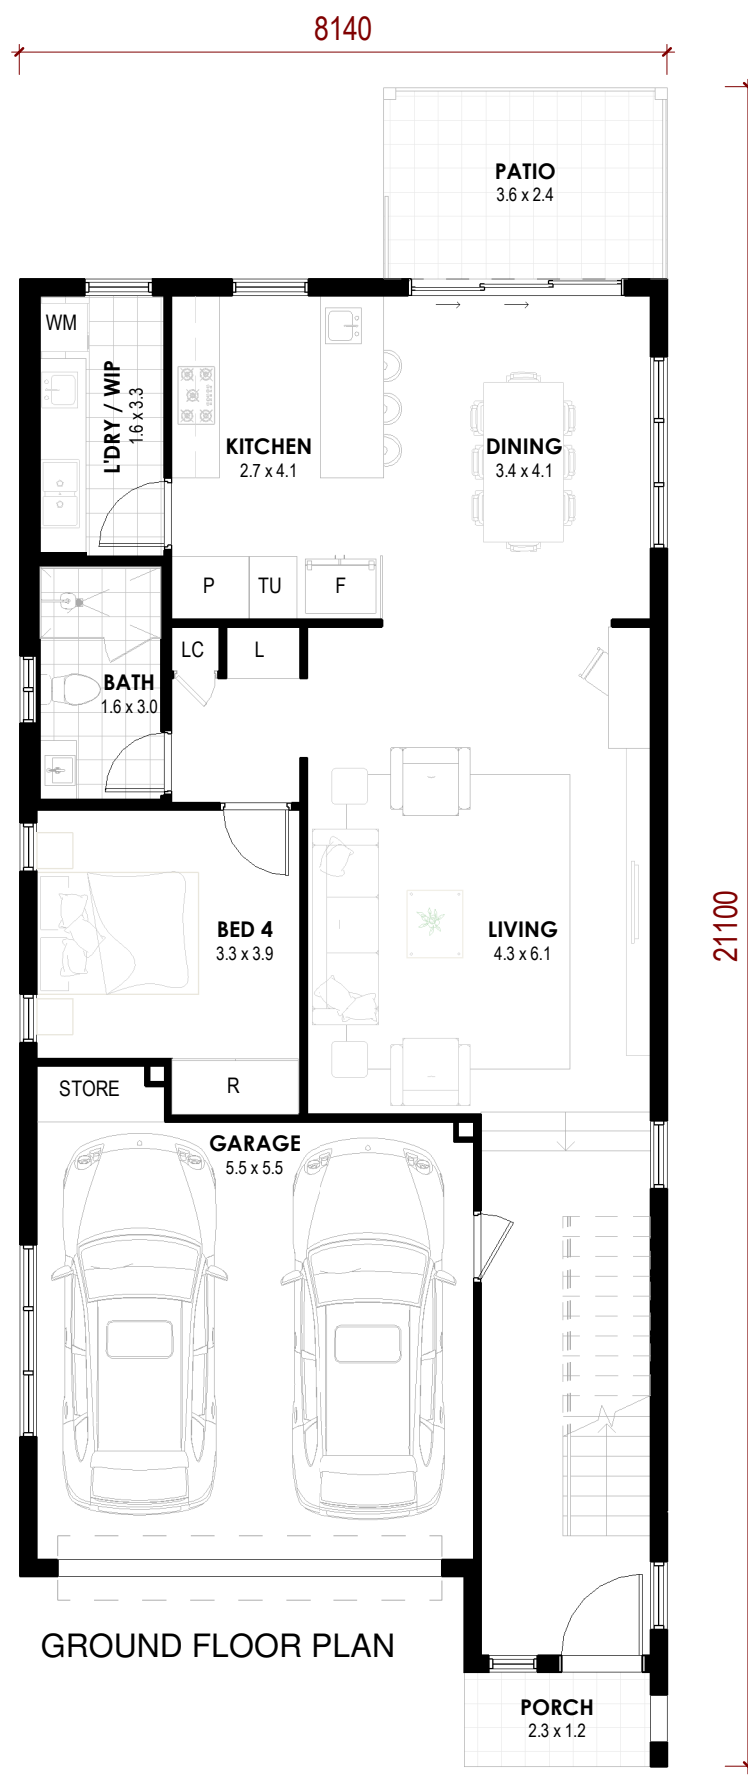 8140
PATIO
3.6 x 2.4
WM
L'DRY / WIP
1.6 x 3.3
KITCHEN
2.7 x 4.1
DINING
3.4 x 4.1
P
TU
F
LC
L
BATH
1.6 x 3.0
BED 4
3.3 x 3.9
LIVING
4.3 x 6.1
21100
STORE
R
GARAGE
5.5 x 5.5
GROUND FLOOR PLAN
PORCH
2.3 x 1.2